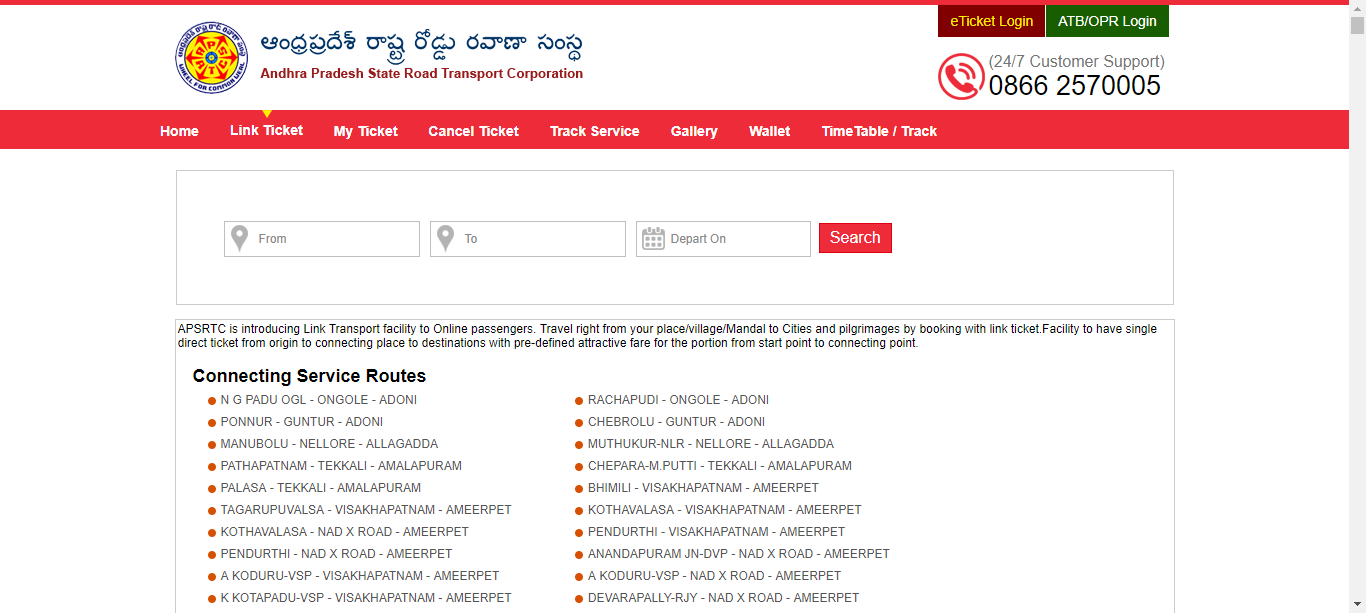 eTicket Login ATB/OPR Login
ఆంధ్రప్రదేశ్ రాష్ట్ర రోడ్డు రవాణా సంస్థ
Andhra Pradesh State Road Transport Corporation
(24/7 Customer Support)
0866 2570005
Home Link Ticket My Ticket Cancel Ticket Track Service Gallery Wallet TimeTable / Track
From To Depart On Search
APSRTC is introducing Link Transport facility to Online passengers. Travel right from your place/village/Mandal to Cities and pilgrimages by booking with link ticket.Facility to have single
direct ticket from origin to connecting place to destinations with pre-defined attractive fare for the portion from start point to connecting point.
Connecting Service Routes
N G PADU OGL - ONGOLE - ADONI RACHAPUDI - ONGOLE - ADONI
PONNUR - GUNTUR - ADONI CHEBROLU - GUNTUR - ADONI
MANUBOLU - NELLORE - ALLAGADDA MUTHUKUR-NLR - NELLORE - ALLAGADDA
PATHAPATNAM - TEKKALI - AMALAPURAM CHEPARA-M.PUTTI - TEKKALI - AMALAPURAM
PALASA - TEKKALI - AMALAPURAM BHIMILI - VISAKHAPATNAM - AMEERPET
TAGARUPUVALSA - VISAKHAPATNAM - AMEERPET KOTHAVALASA - VISAKHAPATNAM - AMEERPET
KOTHAVALASA - NAD X ROAD - AMEERPET PENDURTHI - VISAKHAPATNAM - AMEERPET
PENDURTHI - NAD X ROAD - AMEERPET ANANDAPURAM JN-DVP - NAD X ROAD - AMEERPET
A KODURU-VSP - VISAKHAPATNAM - AMEERPET A KODURU-VSP - NAD X ROAD - AMEERPET
K KOTAPADU-VSP - VISAKHAPATNAM - AMEERPET DEVARAPALLY-RJY - NAD X ROAD - AMEERPET